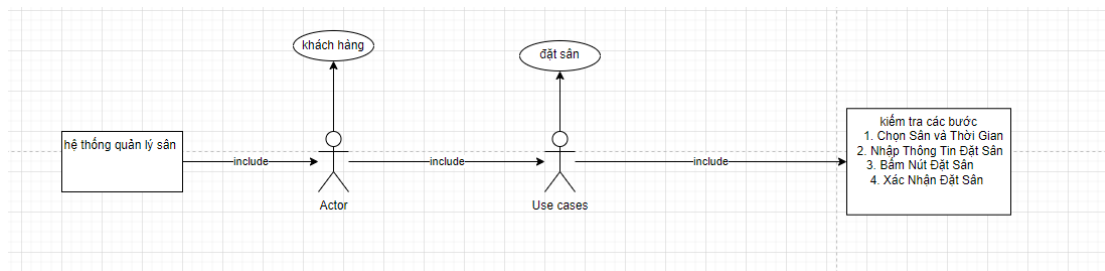 khách hàng
đặt sân
hệ thống quản lý sân
include
Actor
include
Use cases
include
kiểm tra các bước
1. Chọn Sân và Thời Gian
2. Nhập Thông Tin Đặt Sân
3. Bấm Nút Đặt Sân
4. Xác Nhận Đặt Sân